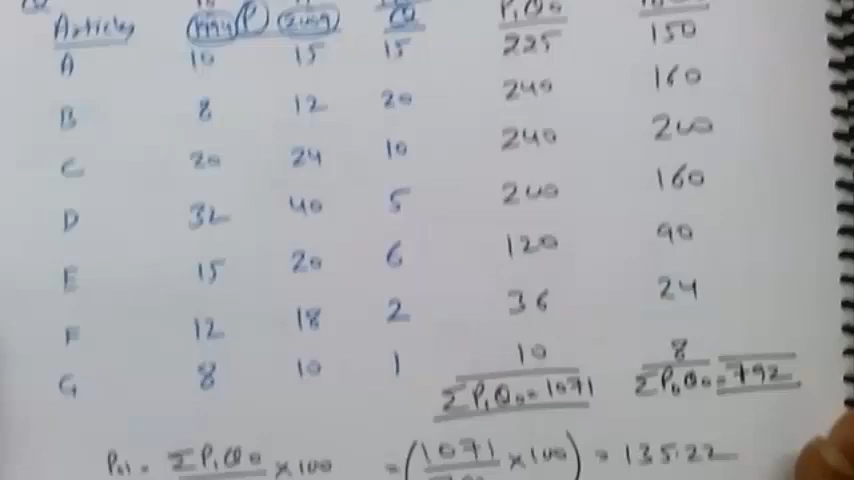 Articles (P) Q P₁Q₀
A 10 15 15 225 150
B 8 12 20 240 160
C 20 24 10 240 200
D 32 40 5 200 160
E 15 20 6 120 90
F 12 18 2 36 24
G 8 10 1 10 8
ΣP₁Q₀ = 1071 ΣP₀Q₀ = 792
P₀₁ = ΣP₁Q₀ × 100 = (1071 × 100) = 135.22